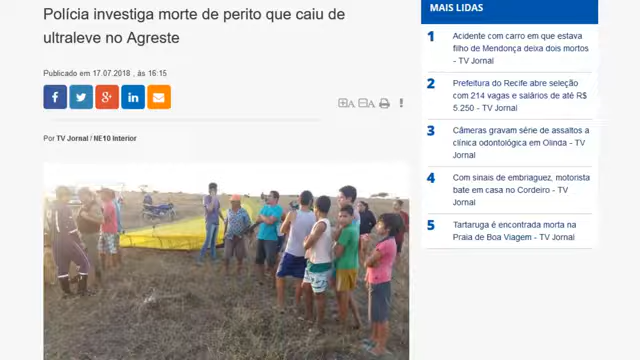 Polícia investiga morte de perito que caiu de
ultraleve no Agreste
Publicado em 17.07.2018 , às 16:15
Por TV Jornal / NE10 Interior
MAIS LIDAS
1 Acidente com carro em que estava
filho de Mendonça deixa dois mortos
- TV Jornal
2 Prefeitura do Recife abre seleção
com 214 vagas e salários de até R$
5.250 - TV Jornal
3 Câmeras gravam série de assaltos a
clínica odontológica em Olinda - TV
Jornal
4 Com sinais de embriaguez, motorista
bate em casa no Cordeiro - TV
Jornal
5 Tartaruga é encontrada morta na
Praia de Boa Viagem - TV Jornal